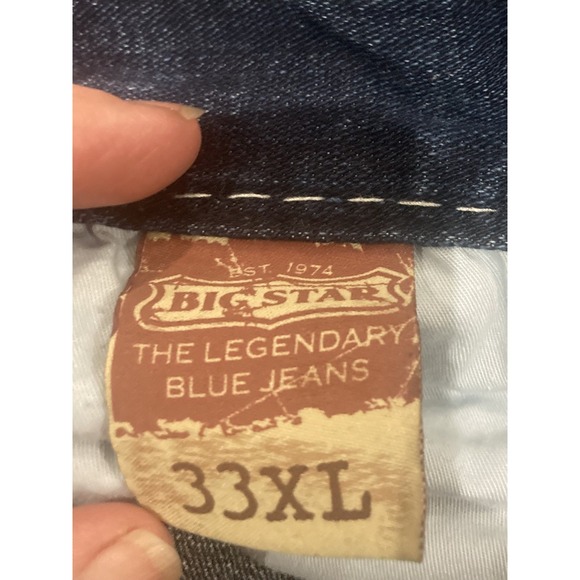 EST. 1974
BIG STAR
THE LEGENDARY
BLUE JEANS
33XL